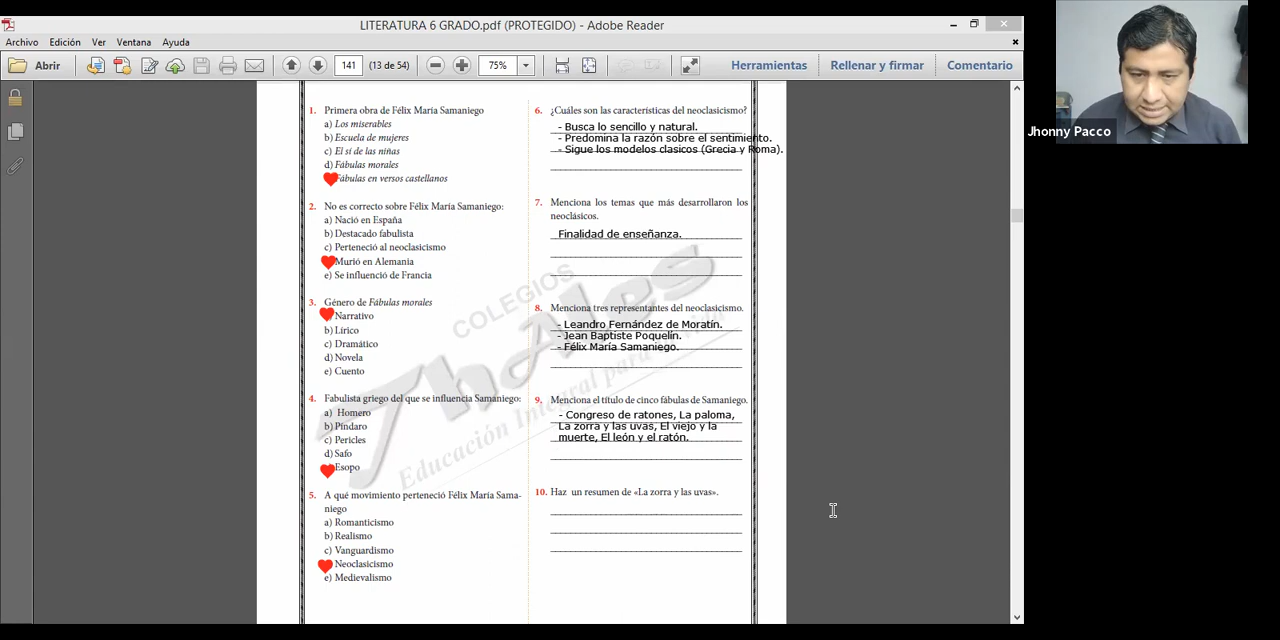 LITERATURA 6 GRADO.pdf (PROTEGIDO) - Adobe Reader
Archivo Edición Ver Ventana Ayuda
Abrir 141 (13 de 54) 75% Herramientas Rellenar y firmar Comentario
Jhonny Pacco
1. Primera obra de Félix María Samaniego
a) Los miserables
b) Escuela de mujeres
c) El sí de las niñas
d) Fábulas morales
Fábulas en versos castellanos
2. No es correcto sobre Félix María Samaniego:
a) Nació en España
b) Destacado fabulista
c) Perteneció al neoclasicismo
Murió en Alemania
e) Se influenció de Francia
3. Género de Fábulas morales
Narrativo
b) Lírico
c) Dramático
d) Novela
e) Cuento
4. Fabulista griego del que se influencia Samaniego:
a) Homero
b) Píndaro
c) Pericles
d) Safo
Esopo
5. A qué movimiento perteneció Félix María Sama-
niego
a) Romanticismo
b) Realismo
c) Vanguardismo
Neoclasicismo
e) Medievalismo
6. ¿Cuáles son las características del neoclasicismo?
- Busca lo sencillo y natural.
- Predomina la razón sobre el sentimiento.
- Sigue los modelos clasicos (Grecia y Roma).
7. Menciona los temas que más desarrollaron los
neoclásicos.
Finalidad de enseñanza.
8. Menciona tres representantes del neoclasicismo.
- Leandro Fernández de Moratín.
- Jean Baptiste Poquelín.
- Félix María Samaniego.
9. Menciona el título de cinco fábulas de Samaniego.
- Congreso de ratones, La paloma,
La zorra y las uvas, El viejo y la
muerte, El león y el ratón.
10. Haz un resumen de «La zorra y las uvas».
COLEGIOS
Thales
Educación Integral para la vida